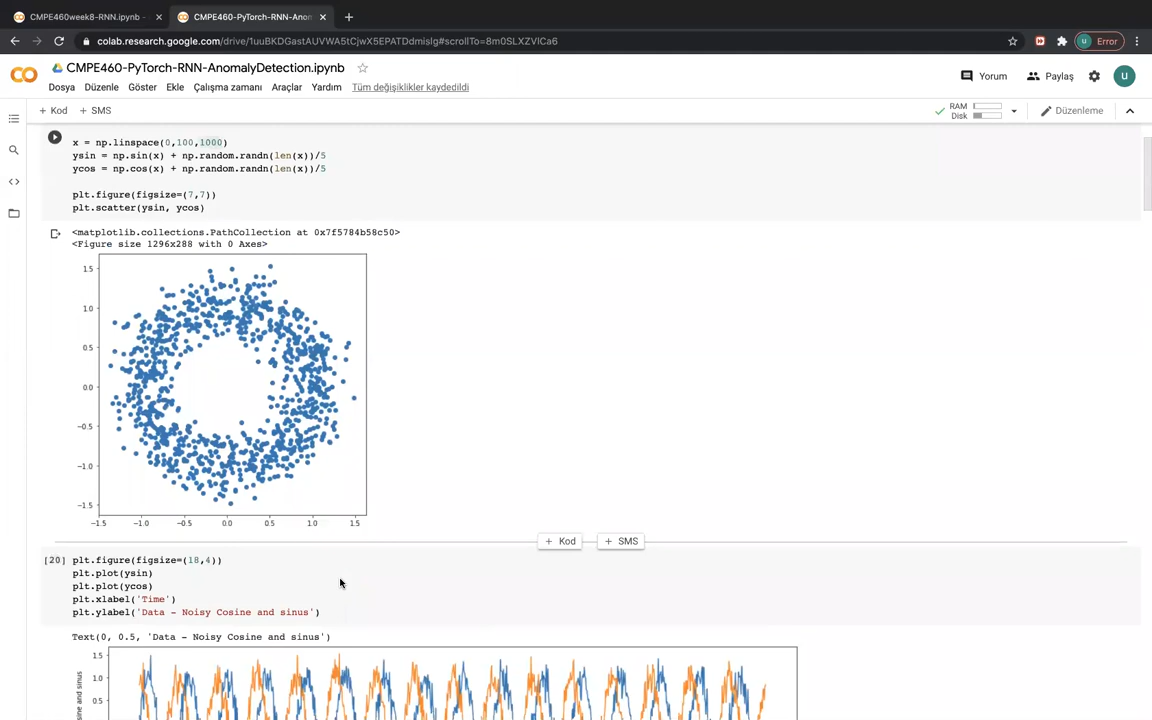 CMPE460week8-RNN.ipynb -
CMPE460-PyTorch-RNN-Ano
colab.research.google.com/drive/1uuBKDGastAUVWA5tCjwX5EPATDdmislg#scrollTo=8m0SLXZVlCa6
u Error
CMPE460-PyTorch-RNN-AnomalyDetection.ipynb
Yorum
Paylaş
u
Dosya Düzenle Göster Ekle Çalışma zamanı Araçlar Yardım Tüm değişiklikler kaydedildi
+ Kod + SMS
RAM
Disk
Düzenleme
x = np.linspace(0,100,1000)
ysin = np.sin(x) + np.random.randn(len(x))/5
ycos = np.cos(x) + np.random.randn(len(x))/5
plt.figure(figsize=(7,7))
plt.scatter(ysin, ycos)
<matplotlib.collections.PathCollection at 0x7f5784b58c50>
<Figure size 1296x288 with 0 Axes>
1.5
1.0
0.5
0.0
−0.5
−1.0
−1.5
−1.5 −1.0 −0.5 0.0 0.5 1.0 1.5
+ Kod + SMS
[20] plt.figure(figsize=(18,4))
plt.plot(ysin)
plt.plot(ycos)
plt.xlabel('Time')
plt.ylabel('Data - Noisy Cosine and sinus')
Text(0, 0.5, 'Data - Noisy Cosine and sinus')
1.5
1.0
0.5
sine and sinus